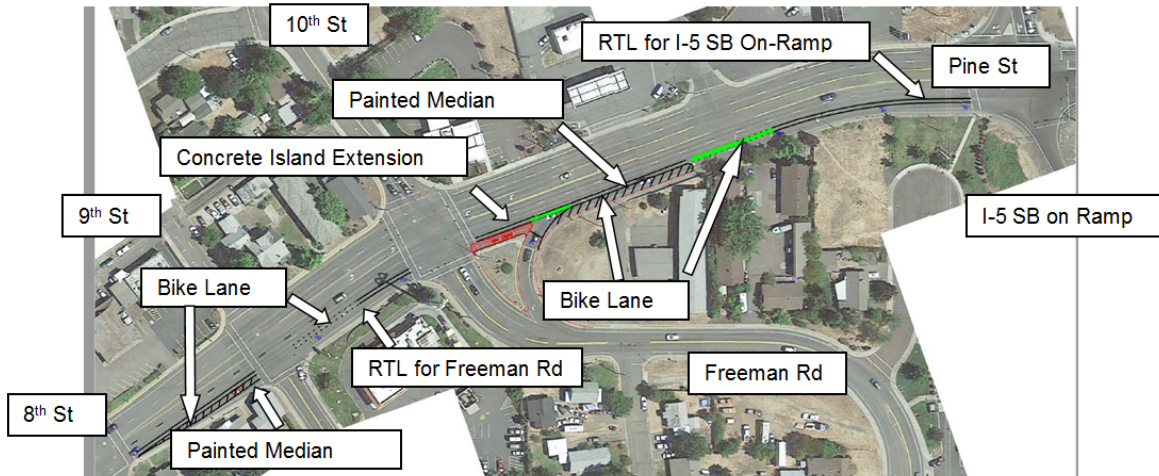 10th St
RTL for I-5 SB On-Ramp
Pine St
Painted Median
Concrete Island Extension
9th St
I-5 SB on Ramp
Bike Lane
Bike Lane
RTL for Freeman Rd
Freeman Rd
8th St
Painted Median